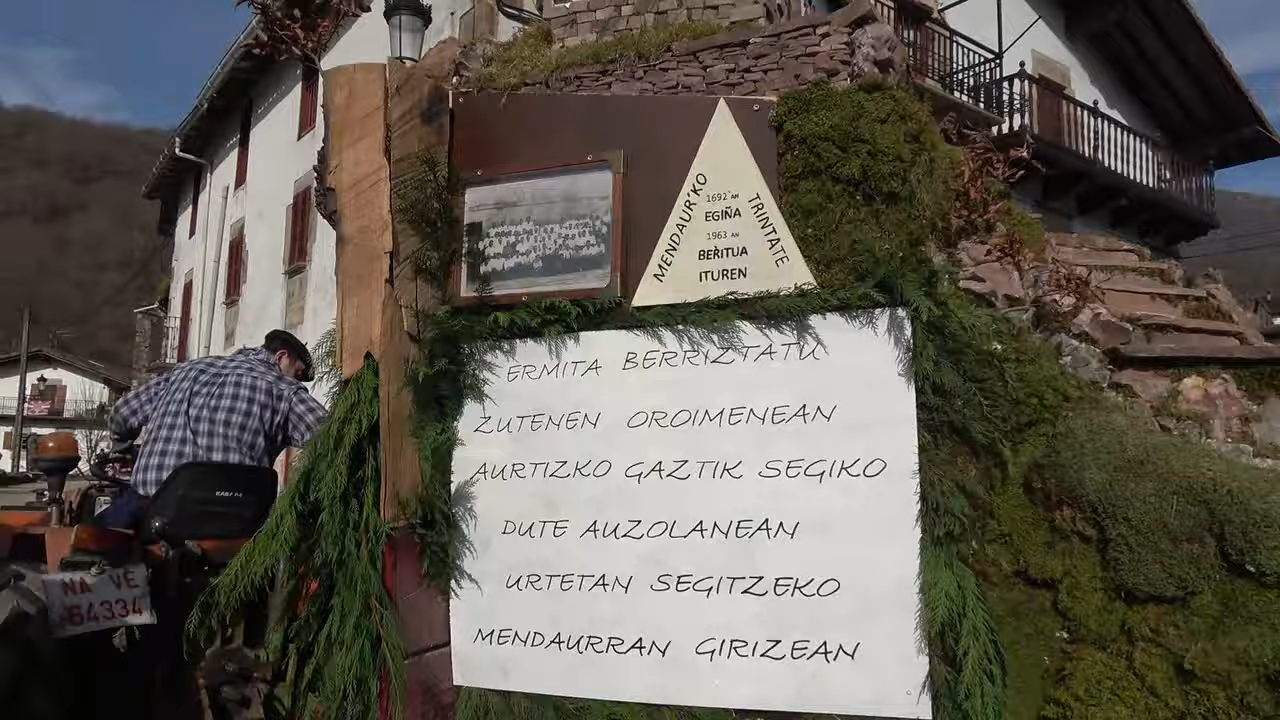 MENDAUR'KO
TRINTATE
1692'AN
EGIÑA
1963 AN
BERITUA
ITUREN
ERMITA BERRIZTATU
ZUTENEN OROIMENEAN
AURTIZKO GAZTIK SEGIKO
DUTE AUZOLANEAN
URTETAN SEGITZEKO
MENDAURRAN GIRIZEAN
NA VE
64334